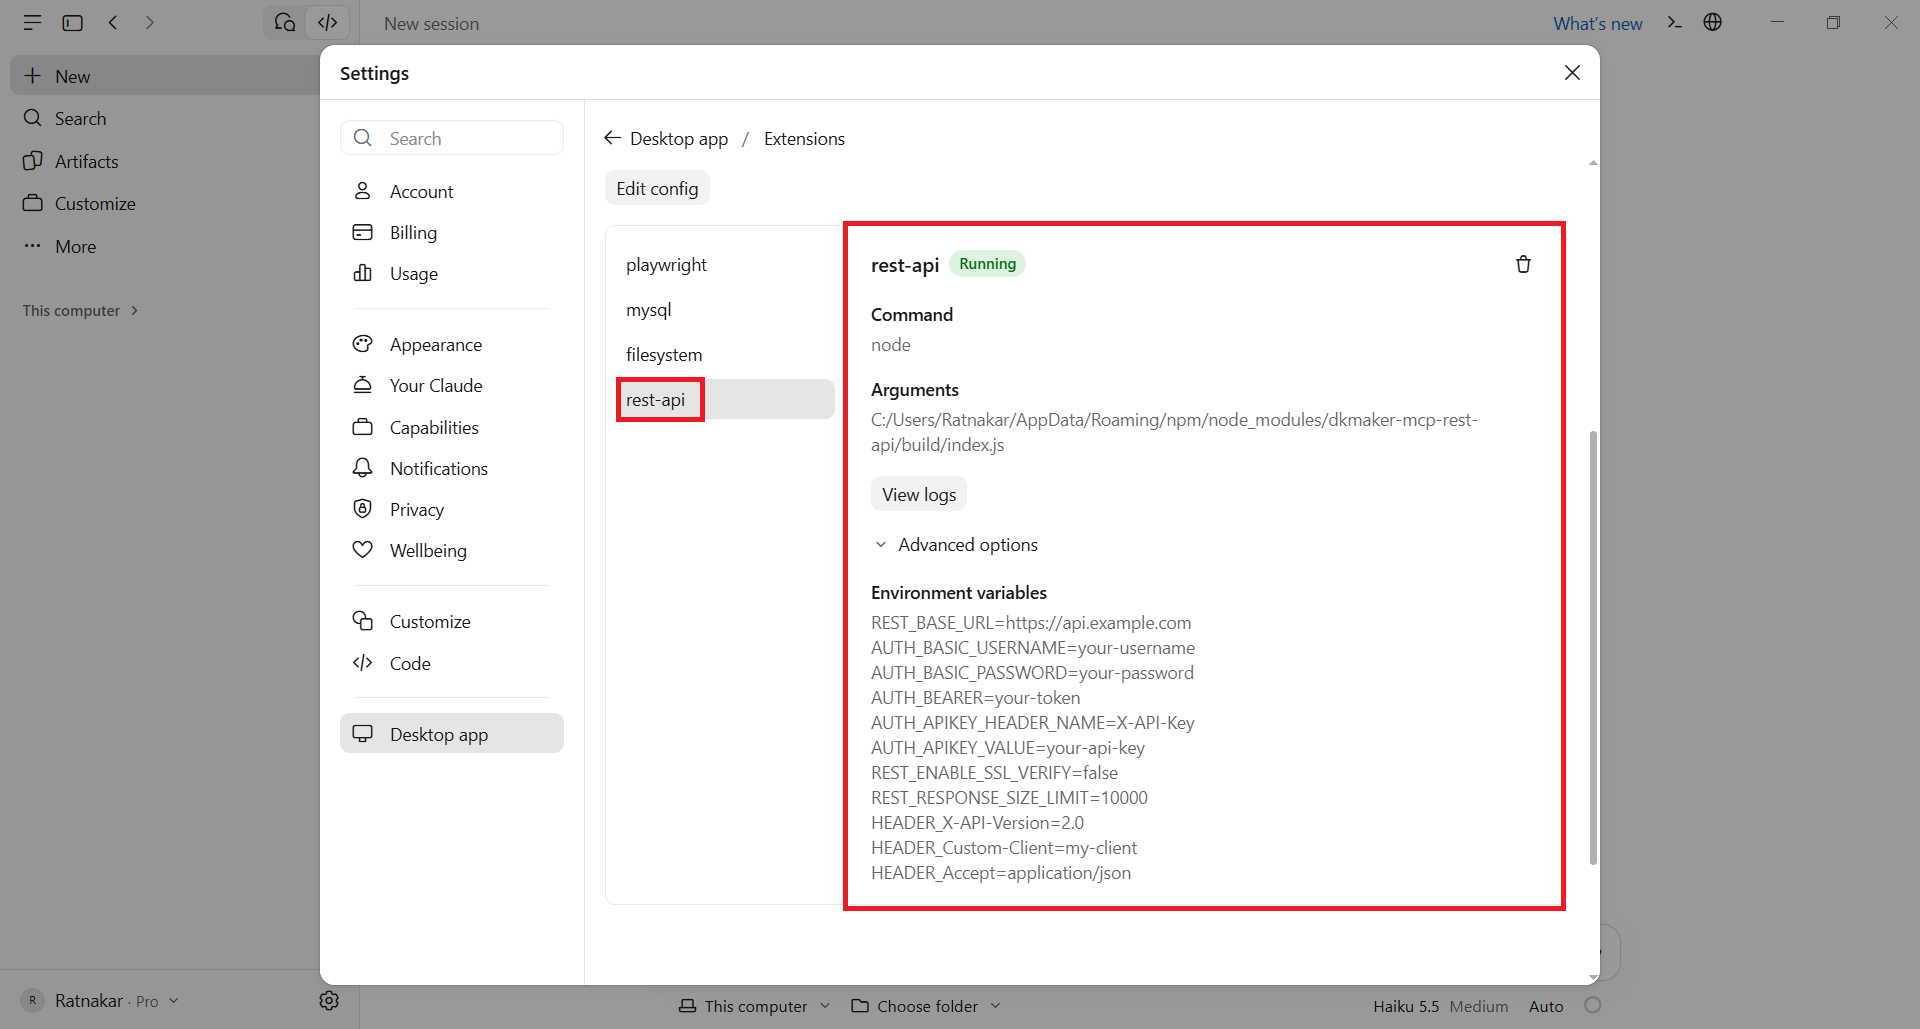 New session
What's new
New
Search
Artifacts
Customize
More
This computer
Settings
Search
Account
Billing
Usage
Appearance
Your Claude
Capabilities
Notifications
Privacy
Wellbeing
Customize
Code
Desktop app
Desktop app / Extensions
Edit config
playwright
mysql
filesystem
rest-api
rest-api Running
Command
node
Arguments
C:/Users/Ratnakar/AppData/Roaming/npm/node_modules/dkmaker-mcp-rest-
api/build/index.js
View logs
Advanced options
Environment variables
REST_BASE_URL=https://api.example.com
AUTH_BASIC_USERNAME=your-username
AUTH_BASIC_PASSWORD=your-password
AUTH_BEARER=your-token
AUTH_APIKEY_HEADER_NAME=X-API-Key
AUTH_APIKEY_VALUE=your-api-key
REST_ENABLE_SSL_VERIFY=false
REST_RESPONSE_SIZE_LIMIT=10000
HEADER_X-API-Version=2.0
HEADER_Custom-Client=my-client
HEADER_Accept=application/json
R Ratnakar · Pro
This computer
Choose folder
Haiku 5.5 Medium Auto